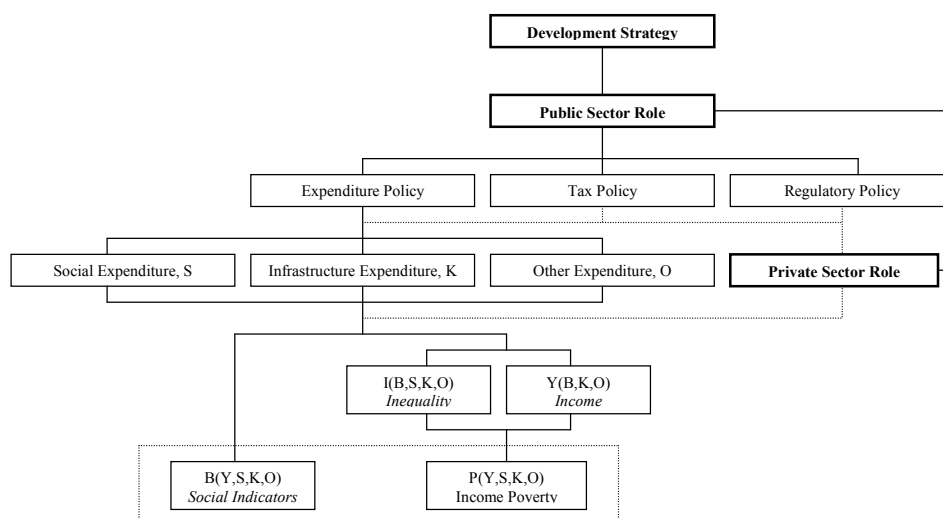 Development Strategy
Public Sector Role
Expenditure Policy
Tax Policy
Regulatory Policy
Social Expenditure, S
Infrastructure Expenditure, K
Other Expenditure, O
Private Sector Role
I(B,S,K,O)
Inequality
Y(B,K,O)
Income
B(Y,S,K,O)
Social Indicators
P(Y,S,K,O)
Income Poverty